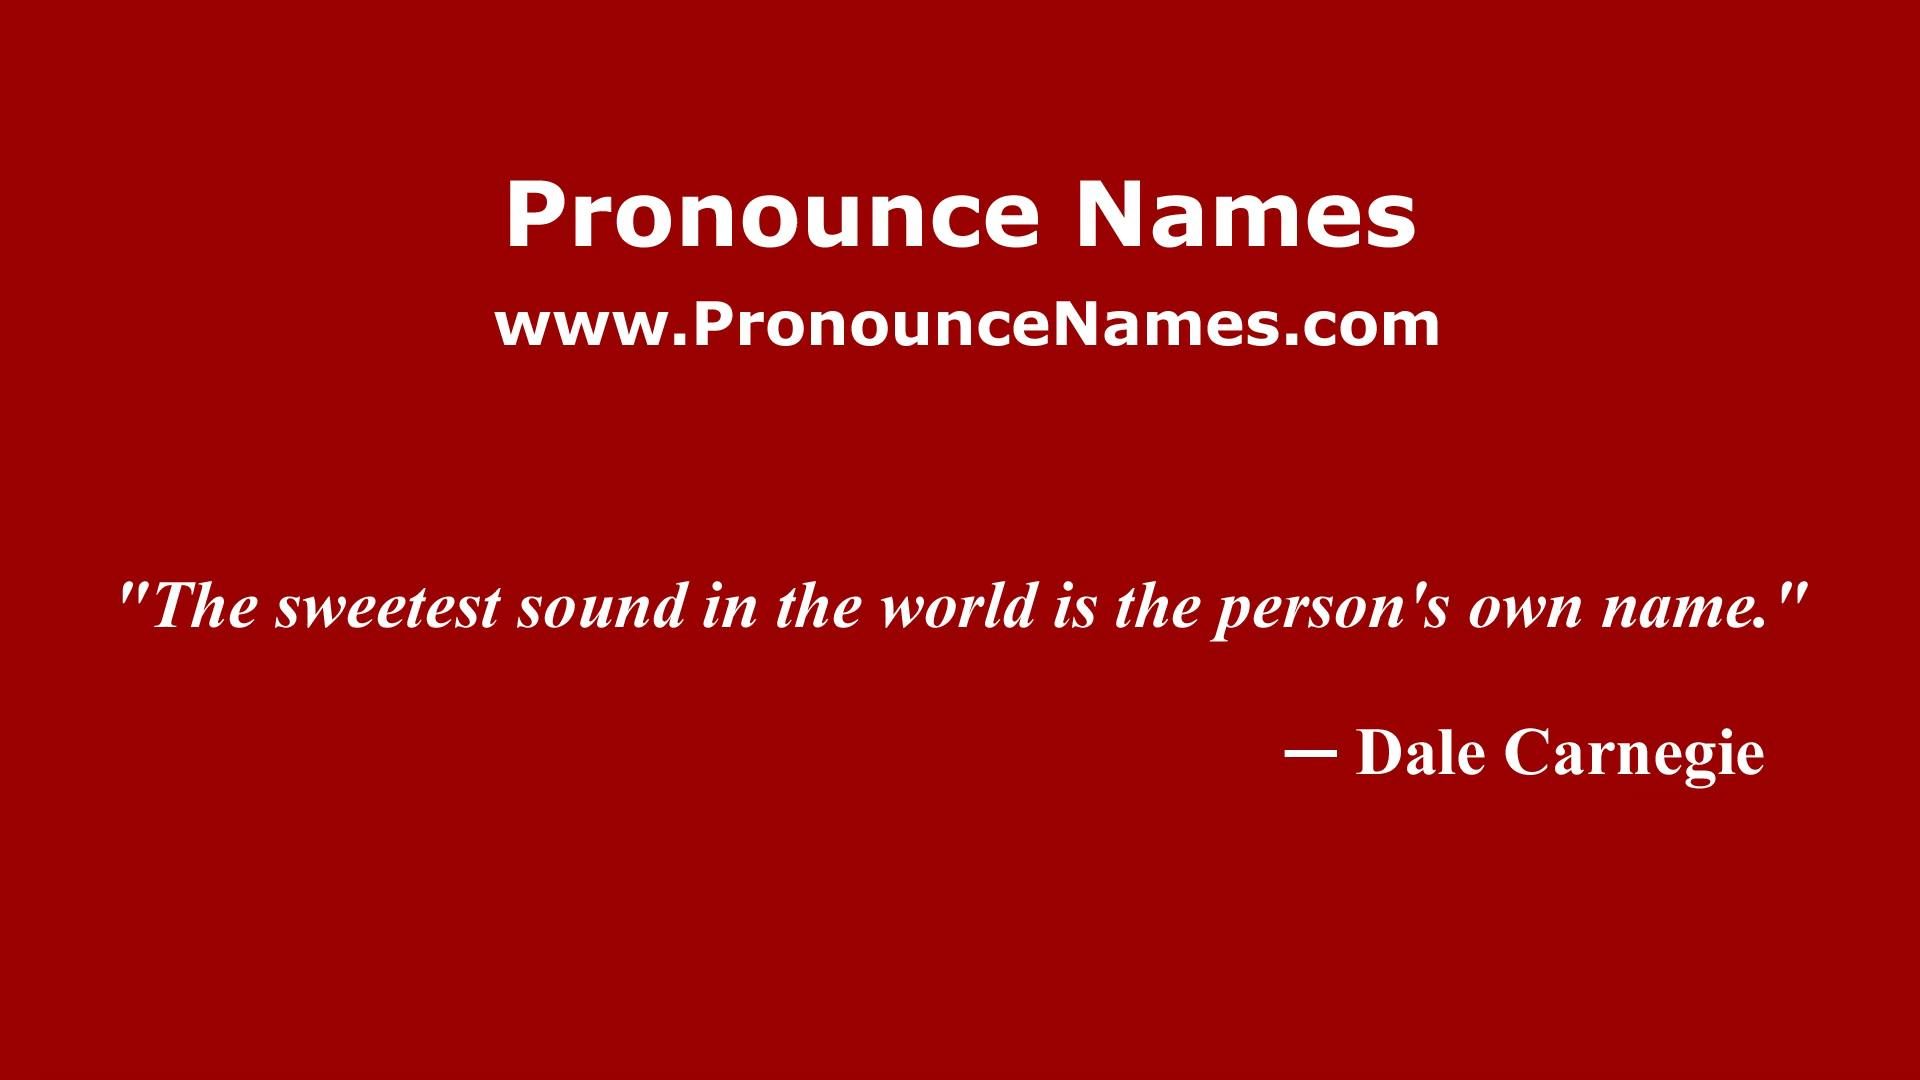 Pronounce Names
www.PronounceNames.com
"The sweetest sound in the world is the person's own name."
— Dale Carnegie